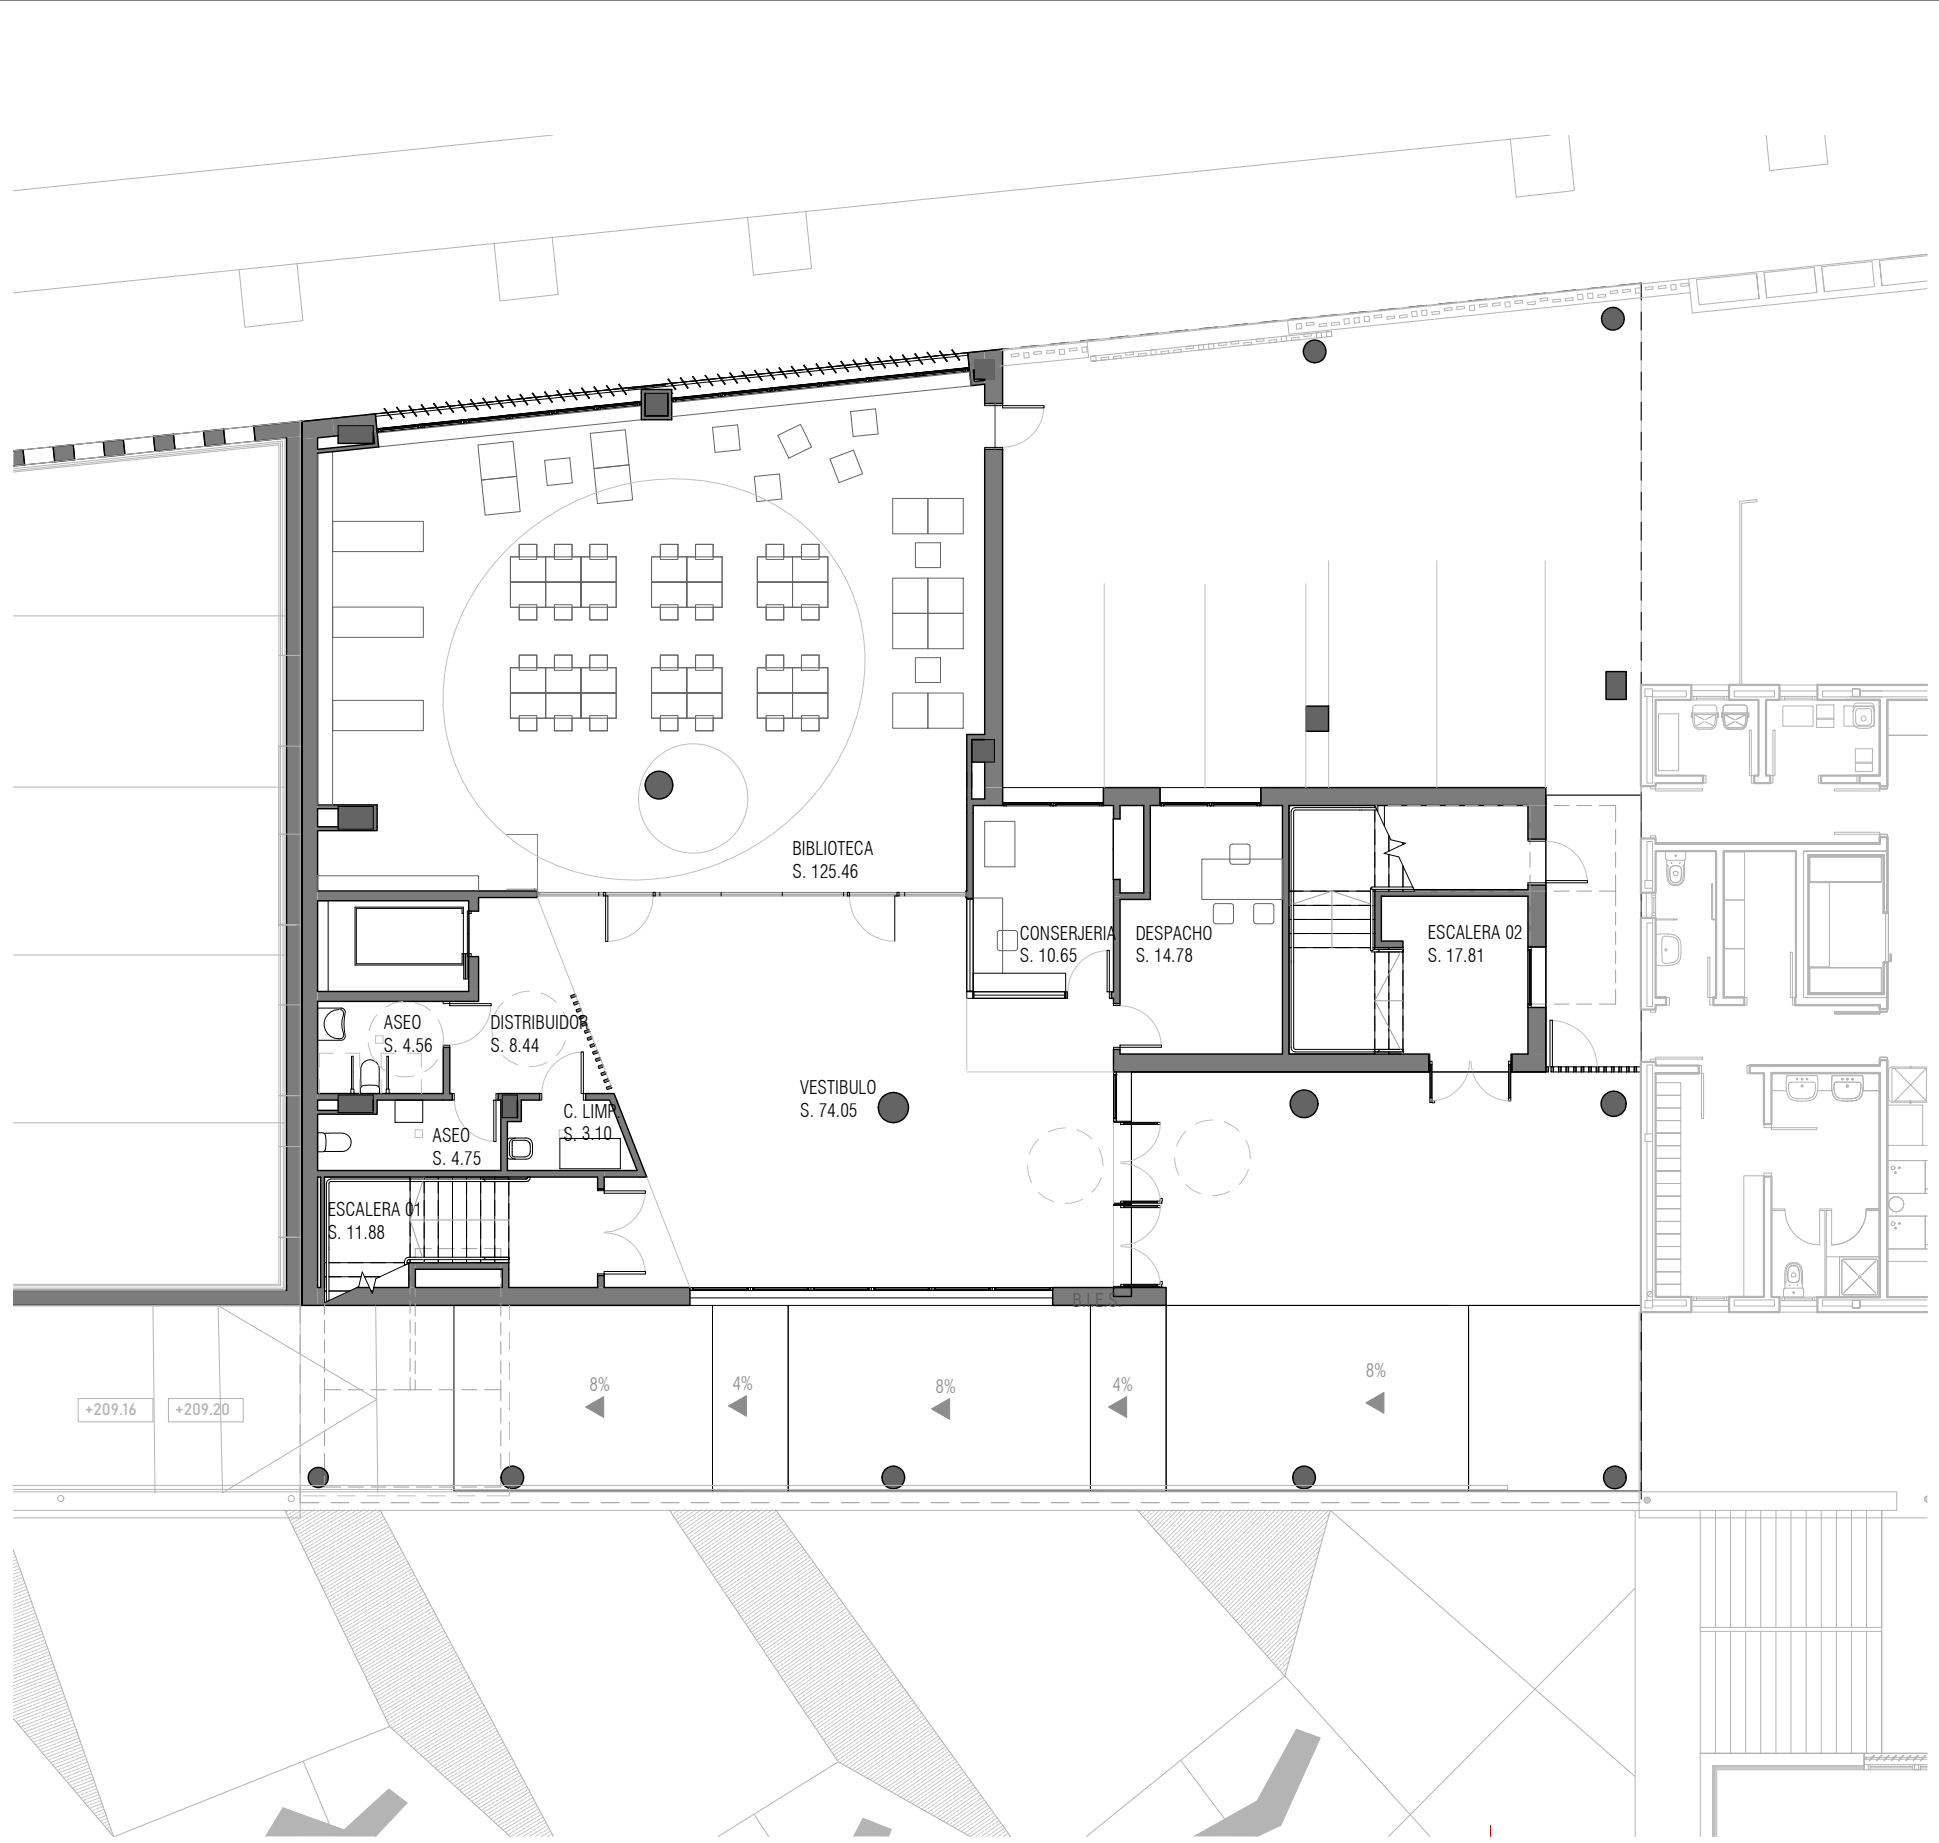 BIBLIOTECA
S. 125.46
CONSERJERIA
S. 10.65
DESPACHO
S. 14.78
ESCALERA 02
S. 17.81
ASEO
S. 4.56
DISTRIBUIDOR
S. 8.44
VESTIBULO
S. 74.05
C. LIMP.
S. 3.10
ASEO
S. 4.75
ESCALERA 01
S. 11.88
B.I.E.S.
8%
4%
8%
4%
8%
+209.16
+209.20